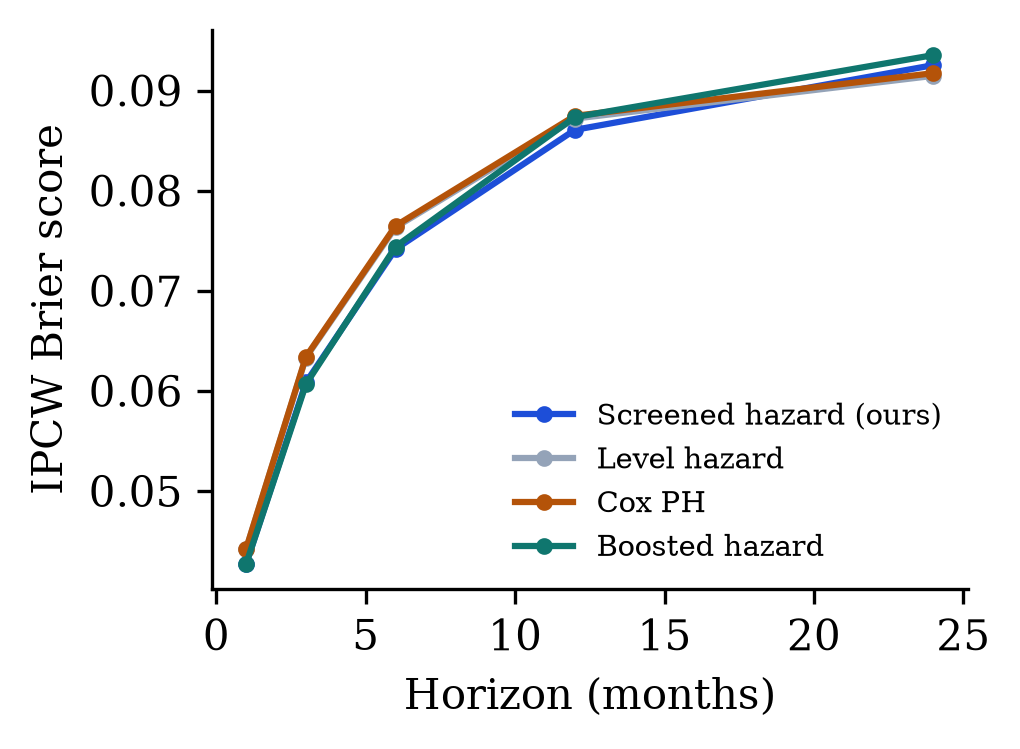 0.09
0.08
0.07
0.06
0.05
IPCW Brier score
Screened hazard (ours)
Level hazard
Cox PH
Boosted hazard
0 5 10 15 20 25
Horizon (months)